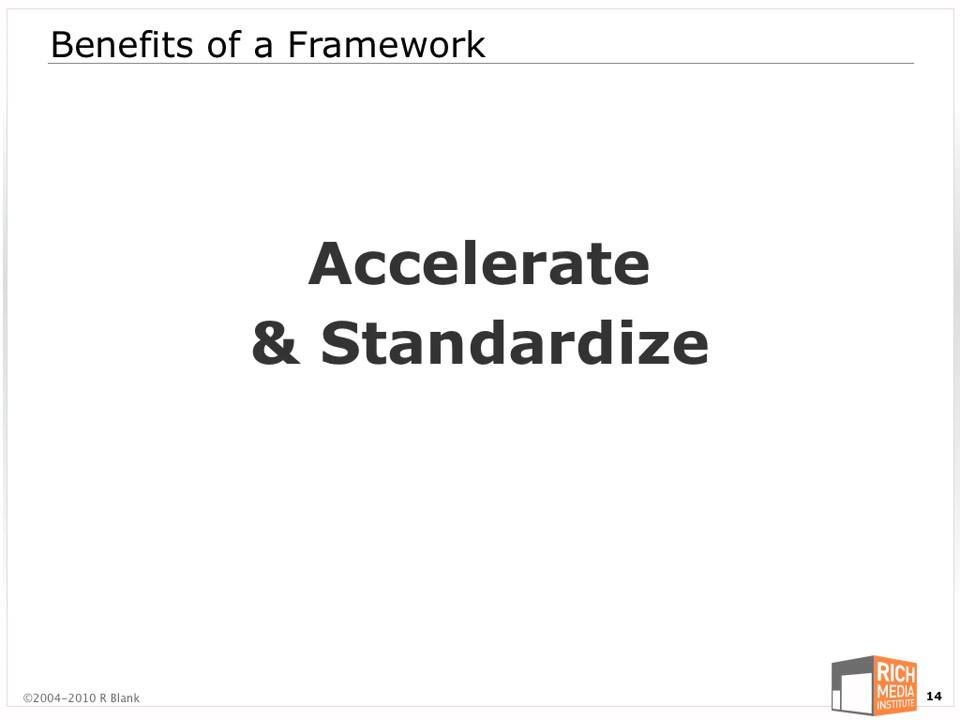 Benefits of a Framework
Accelerate
& Standardize
©2004-2010 R Blank
RICH
MEDIA
INSTITUTE
14